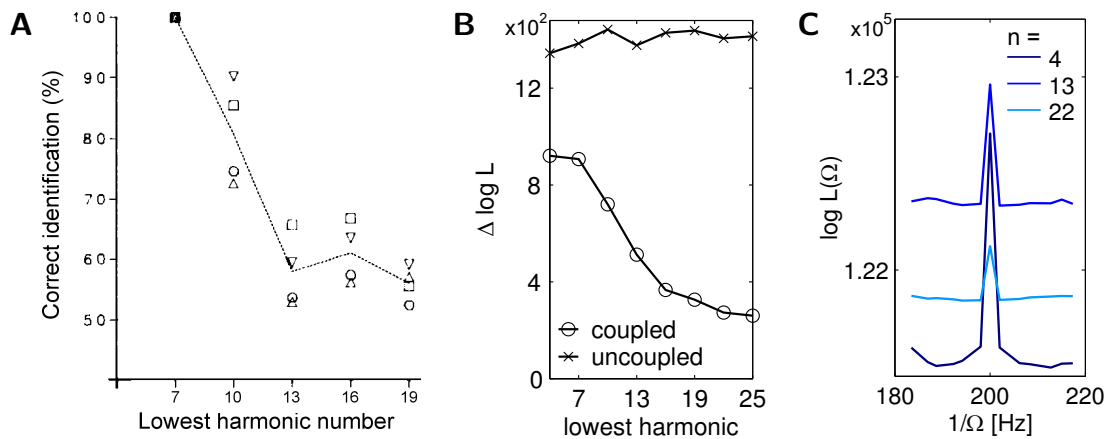 A
100
90
80
70
60
50
Correct identification (%)
7 10 13 16 19
Lowest harmonic number
B
x10²
12
8
4
0
Δ log L
coupled
uncoupled
7 13 19 25
lowest harmonic
C
x10⁵
1.23
1.22
log L(Ω)
n =
4
13
22
180 200 220
1/Ω [Hz]